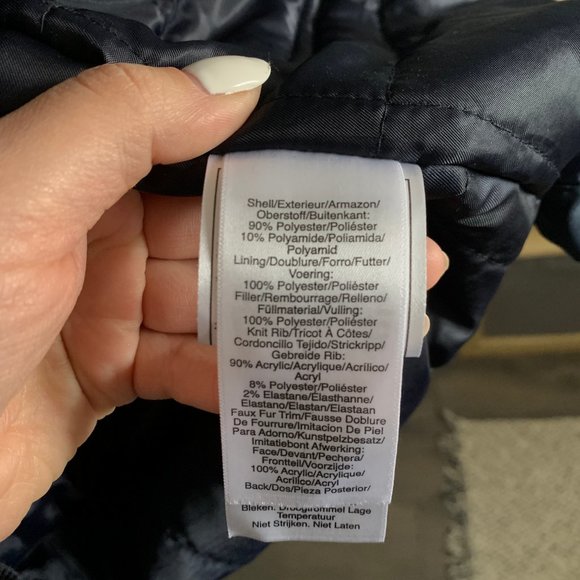 Shell/Exterieur/Armazon/
Oberstoff/Buitenkant:
90% Polyester/Poliéster
10% Polyamide/Poliamida/
Polyamid
Lining/Doublure/Forro/Futter/
Voering:
100% Polyester/Poliéster
Filler/Rembourrage/Relleno/
Füllmaterial/Vulling:
100% Polyester/Poliéster
Knit Rib/Tricot À Côtes/
Cordoncillo Tejido/Strickripp/
Gebreide Rib:
90% Acrylic/Acrylique/Acrílico/
Acryl
8% Polyester/Poliéster
2% Elastane/Élasthanne/
Elastano/Elastan/Elastaan
Faux Fur Trim/Fausse Doblure
De Fourrure/Imitacion De Piel
Para Adorno/Kunstpelzbesatz/
Imitatiebont Afwerking:
Face/Devant/Pechera/
Frontteil/Voorzijde:
100% Acrylic/Acrylique/
Acrílico/Acryl
Back/Dos/Pieza Posterior/
Bleken. Droogtrommel Lage
Temperatuur
Niet Strijken. Niet Laten